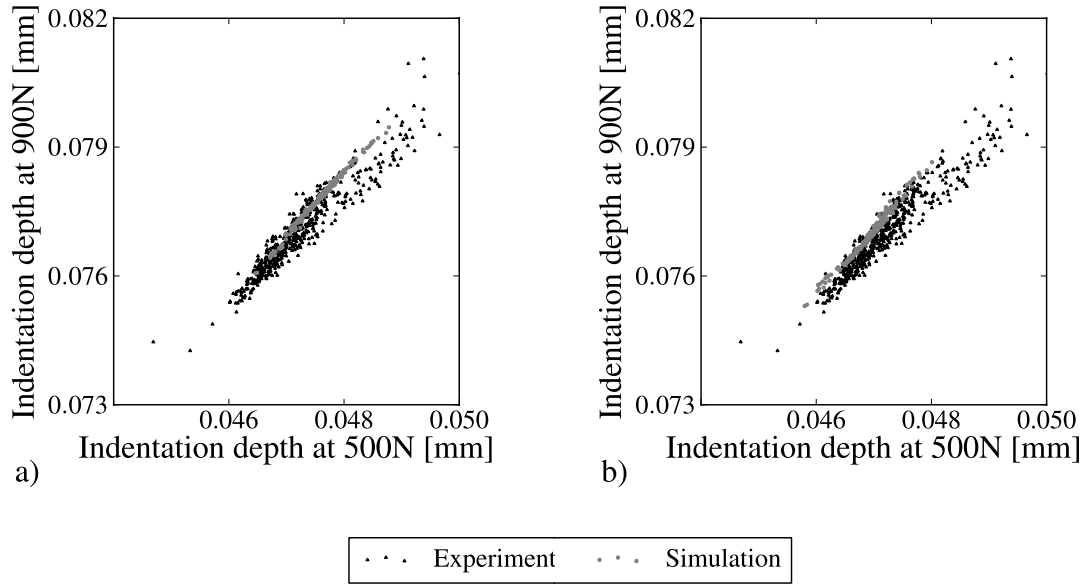 Indentation depth at 900N [mm]
0.082
0.079
0.076
0.073
0.046
0.048
0.050
Indentation depth at 500N [mm]
a)
Indentation depth at 900N [mm]
0.082
0.079
0.076
0.073
0.046
0.048
0.050
Indentation depth at 500N [mm]
b)
Experiment
Simulation